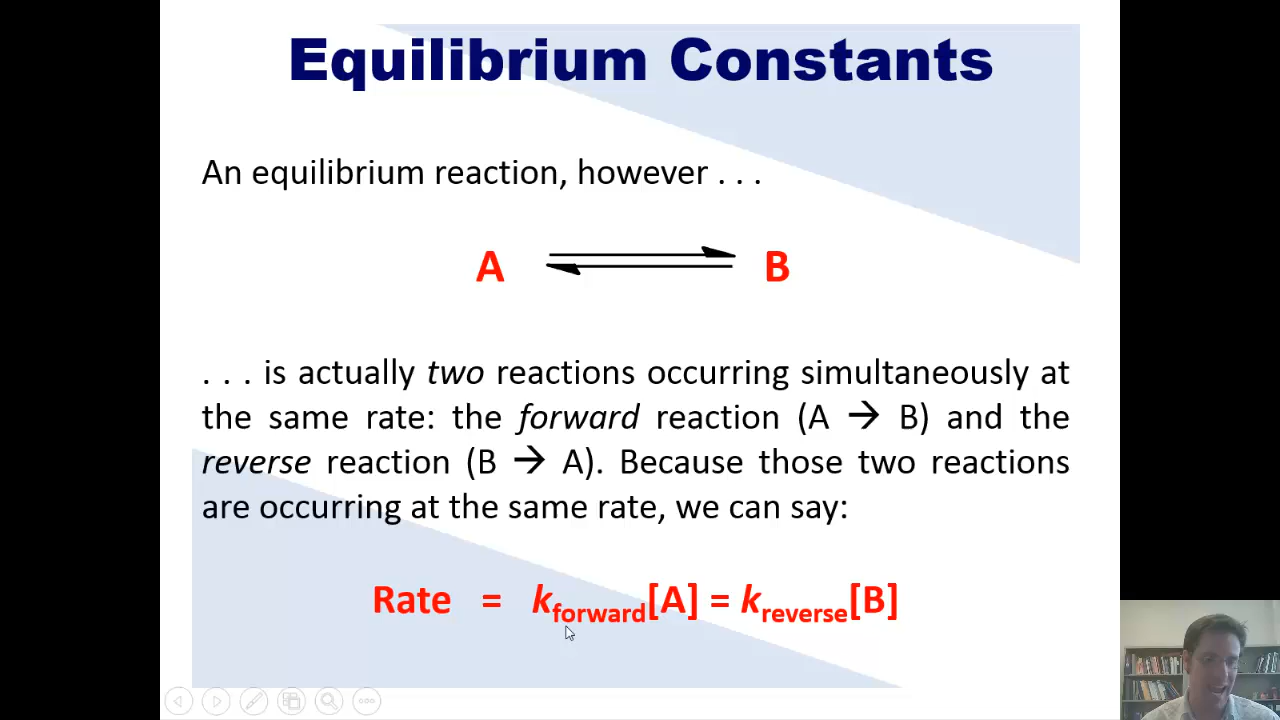 Equilibrium Constants
An equilibrium reaction, however . . .
A ⇌ B
. . . is actually two reactions occurring simultaneously at
the same rate: the forward reaction (A → B) and the
reverse reaction (B → A). Because those two reactions
are occurring at the same rate, we can say:
Rate = kforward[A] = kreverse[B]